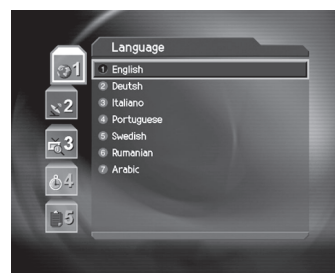 Language
1 English
2 Deutsh
3 Italiano
4 Portuguese
5 Swedish
6 Rumanian
7 Arabic
1
2
3
4
5